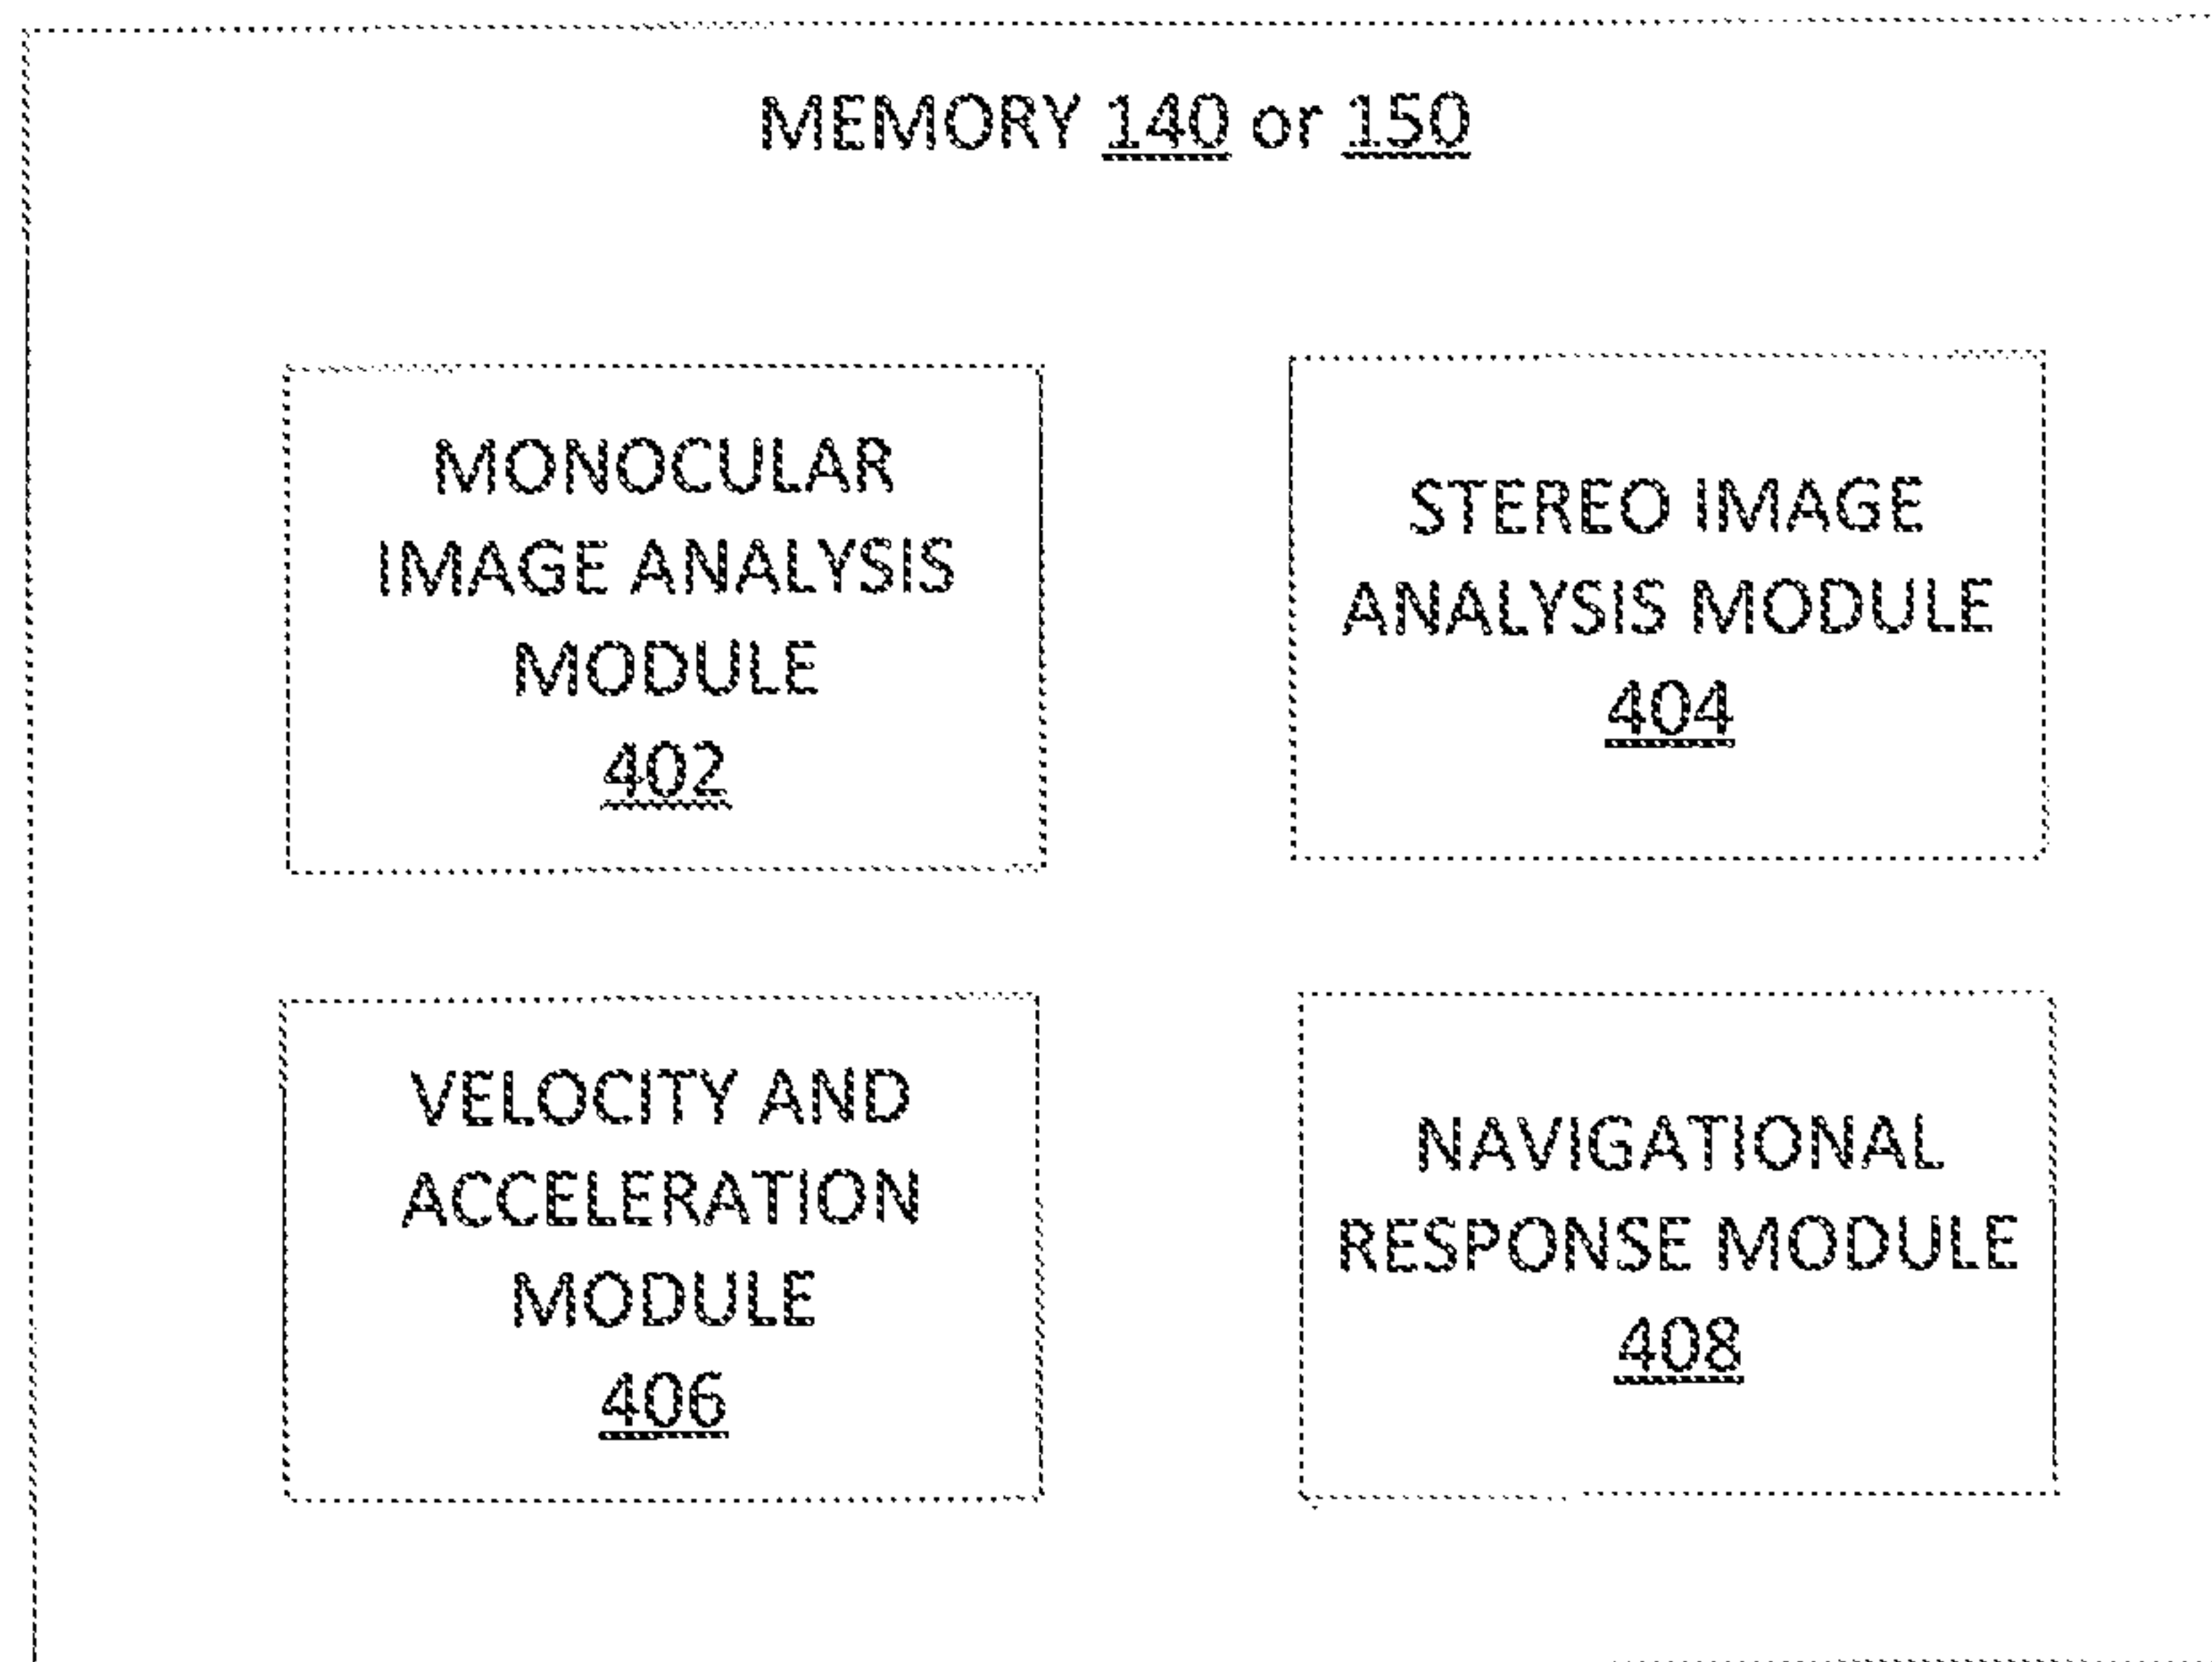 MEMORY 140 or 150
MONOCULAR
IMAGE ANALYSIS
MODULE
402
STEREO IMAGE
ANALYSIS MODULE
404
VELOCITY AND
ACCELERATION
MODULE
406
NAVIGATIONAL
RESPONSE MODULE
408